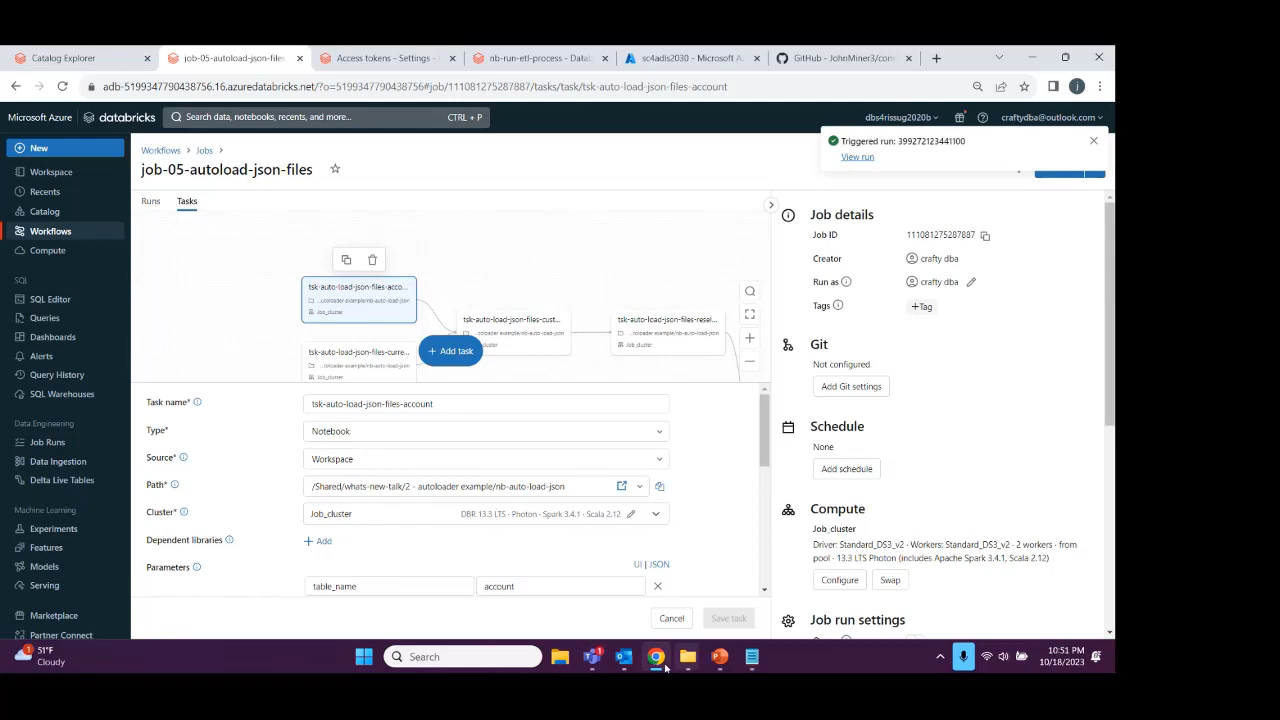 Catalog Explorer
job-05-autoload-json-files
Access tokens - Settings -
nb-run-etl-process - Datab
sc4adls2030 - Microsoft A
GitHub - JohnMiner3/com
adb-5199347790438756.16.azuredatabricks.net/?o=5199347790438756#job/111081275287887/tasks/task/tsk-auto-load-json-files-account
Microsoft Azure
databricks
Search data, notebooks, recents, and more...
CTRL + P
dbs4rissug2020b
craftydba@outlook.com
Triggered run: 399272123441100
View run
New
Workspace
Recents
Catalog
Workflows
Compute
SQL
SQL Editor
Queries
Dashboards
Alerts
Query History
SQL Warehouses
Data Engineering
Job Runs
Data Ingestion
Delta Live Tables
Machine Learning
Experiments
Features
Models
Serving
Marketplace
Partner Connect
Workflows > Jobs >
job-05-autoload-json-files
Runs
Tasks
tsk-auto-load-json-files-acco...
...utoloader example/nb-auto-load-json
Job_cluster
tsk-auto-load-json-files-curre...
...utoloader example/nb-auto-load-json
Job_cluster
tsk-auto-load-json-files-cust...
...toloader example/nb-auto-load-json
cluster
tsk-auto-load-json-files-resel...
...utoloader example/nb-auto-load-json
Job_cluster
+ Add task
Task name*
tsk-auto-load-json-files-account
Type*
Notebook
Source*
Workspace
Path*
/Shared/whats-new-talk/2 - autoloader example/nb-auto-load-json
Cluster*
Job_cluster
DBR 13.3 LTS · Photon · Spark 3.4.1 · Scala 2.12
Dependent libraries
+ Add
Parameters
UI | JSON
table_name
account
Cancel
Save task
Job details
Job ID
111081275287887
Creator
crafty dba
Run as
crafty dba
Tags
+Tag
Git
Not configured
Add Git settings
Schedule
None
Add schedule
Compute
Job_cluster
Driver: Standard_DS3_v2 · Workers: Standard_DS3_v2 · 2 workers · from
pool · 13.3 LTS Photon (includes Apache Spark 3.4.1, Scala 2.12)
Configure
Swap
Job run settings
1
51°F
Cloudy
Search
1
10:51 PM
10/18/2023